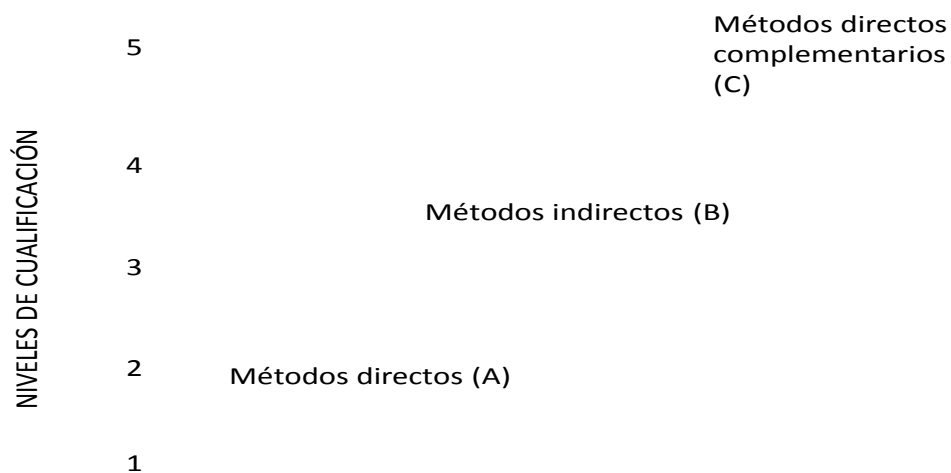 Métodos directos
complementarios
(C)
5
4
Métodos indirectos (B)
3
2
Métodos directos (A)
1
NIVELES DE CUALIFICACIÓN